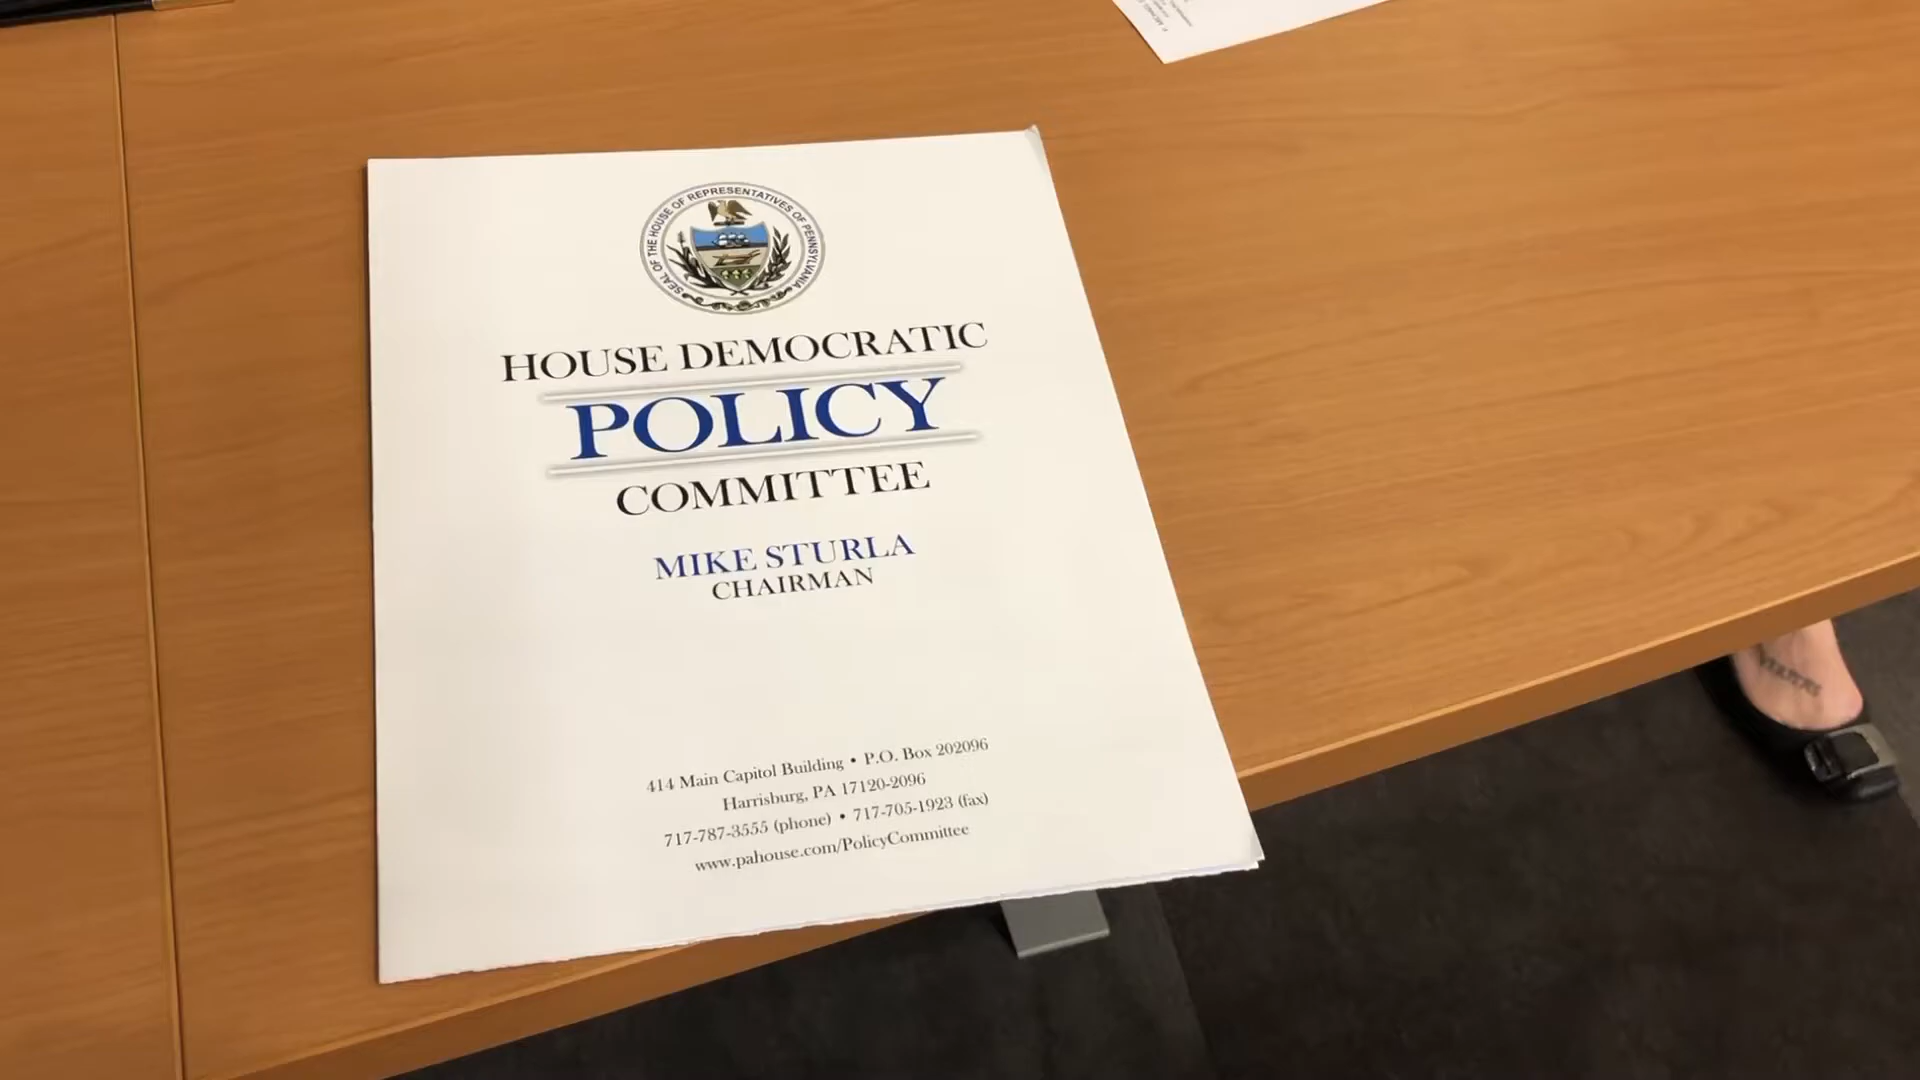 SEAL OF THE HOUSE OF REPRESENTATIVES OF PENNSYLVANIA
HOUSE DEMOCRATIC
POLICY
COMMITTEE
MIKE STURLA
CHAIRMAN
414 Main Capitol Building • P.O. Box 202096
Harrisburg, PA 17120-2096
717-787-3555 (phone) • 717-705-1923 (fax)
www.pahouse.com/PolicyCommittee